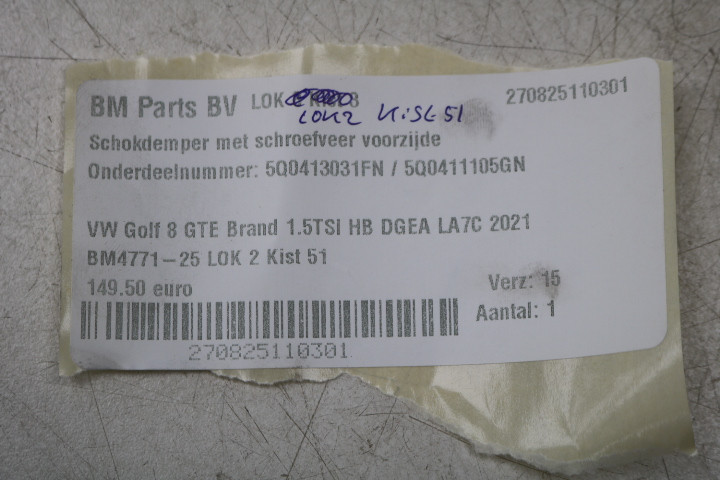 BM Parts BV LOK 8 270825110301
LOK2 Kist 51
Schokdemper met schroefveer voorzijde
Onderdeelnummer: 5Q0413031FN / 5Q0411105GN
VW Golf 8 GTE Brand 1.5TSI HB DGEA LA7C 2021
BM4771-25 LOK 2 Kist 51
149.50 euro Verz: 15
Aantal: 1
270825110301